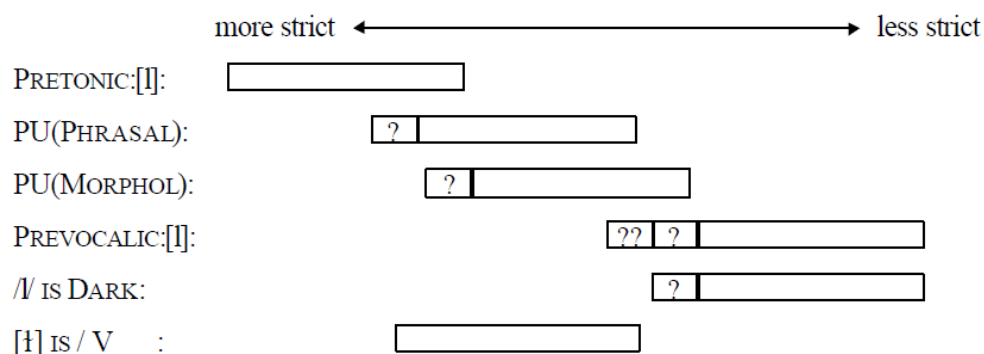 more strict less strict
PRETONIC:[l]:
PU(PHRASAL): ?
PU(MORPHOL): ?
PREVOCALIC:[l]: ?? ?
/l/ IS DARK: ?
[ɫ] IS / V :